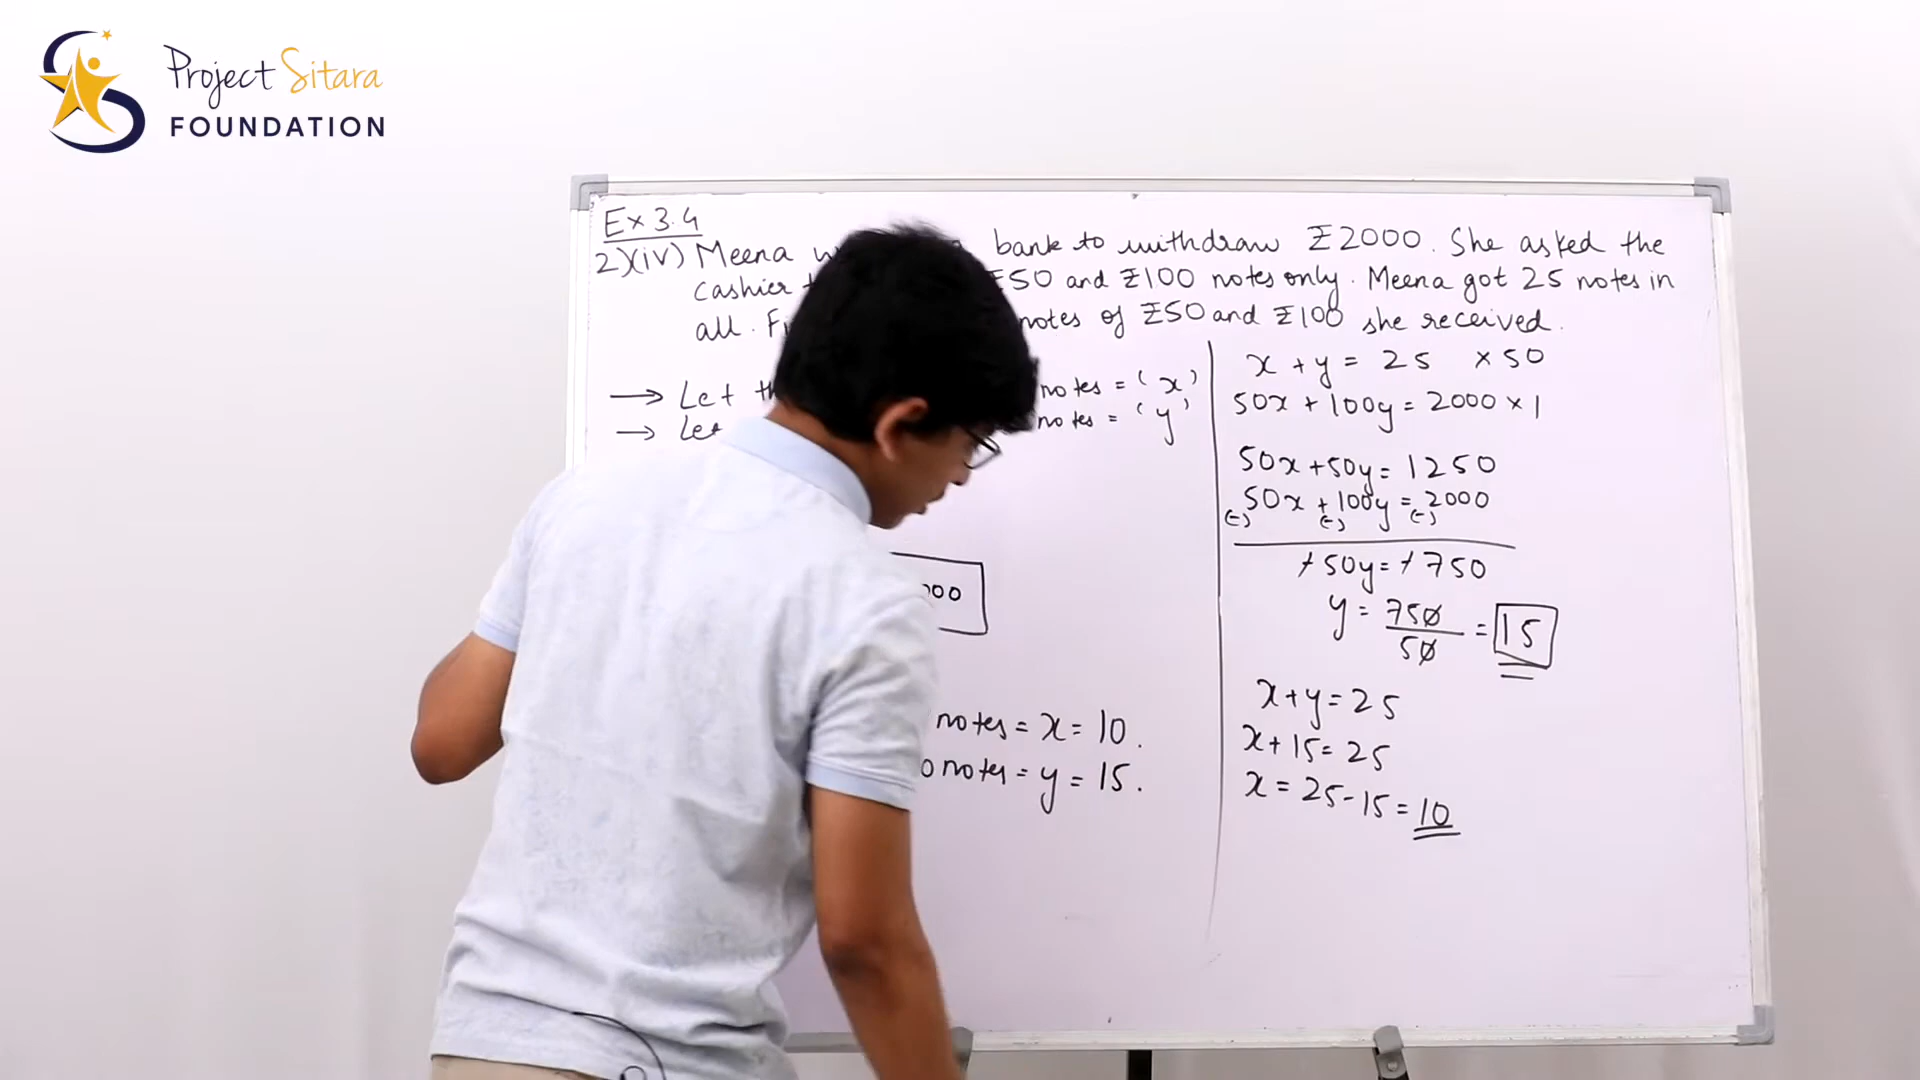 Project Sitara
FOUNDATION
Ex 3.4
2)(iv) Meena bank to withdraw ₹2000. She asked the
cashier ₹50 and ₹100 notes only. Meena got 25 notes in
all. notes of ₹50 and ₹100 she received.
→ Let notes = (x)
→ Let notes = (y)
000
notes = x = 10.
0 notes = y = 15.
x + y = 25 × 50
50x + 100y = 2000 × 1
50x + 50y = 1250
50x + 100y = 2000
(-) (-) (-)
-50y = -750
y = 750/50 = 15
x + y = 25
x + 15 = 25
x = 25 - 15 = 10